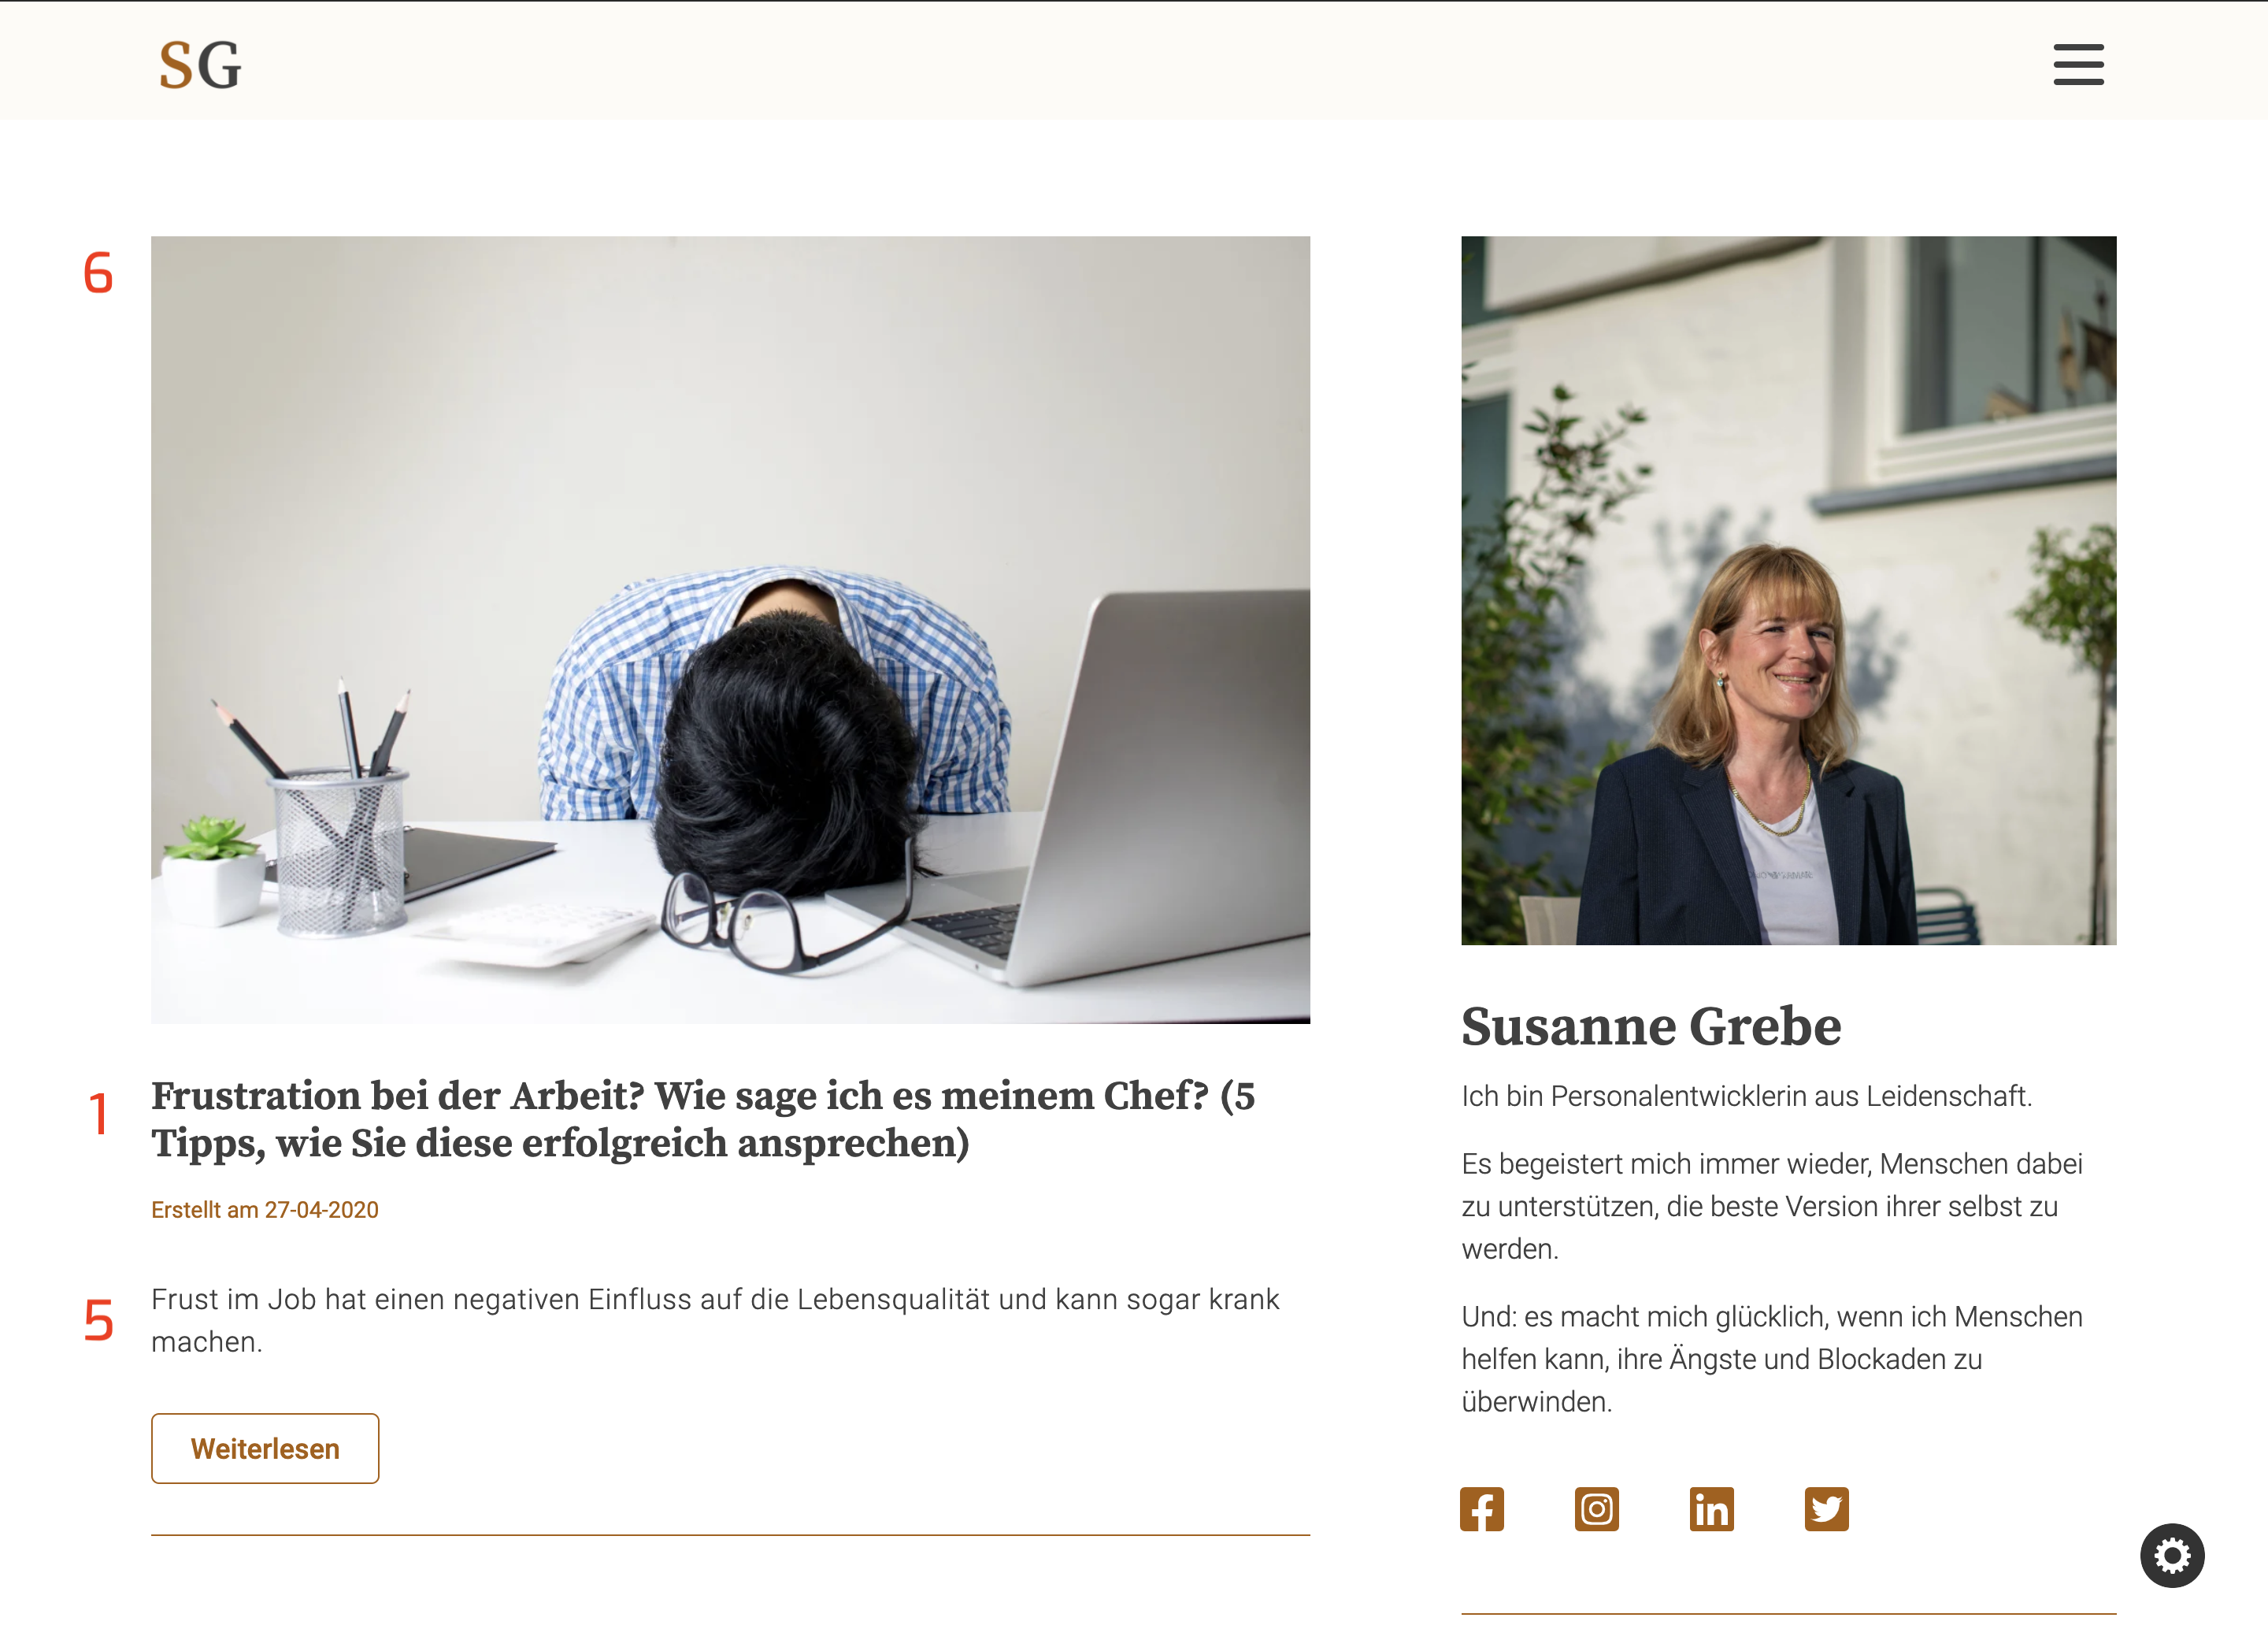 SG
6
1
Frustration bei der Arbeit? Wie sage ich es meinem Chef? (5
Tipps, wie Sie diese erfolgreich ansprechen)
Erstellt am 27-04-2020
5
Frust im Job hat einen negativen Einfluss auf die Lebensqualität und kann sogar krank
machen.
Weiterlesen
Susanne Grebe
Ich bin Personalentwicklerin aus Leidenschaft.
Es begeistert mich immer wieder, Menschen dabei
zu unterstützen, die beste Version ihrer selbst zu
werden.
Und: es macht mich glücklich, wenn ich Menschen
helfen kann, ihre Ängste und Blockaden zu
überwinden.